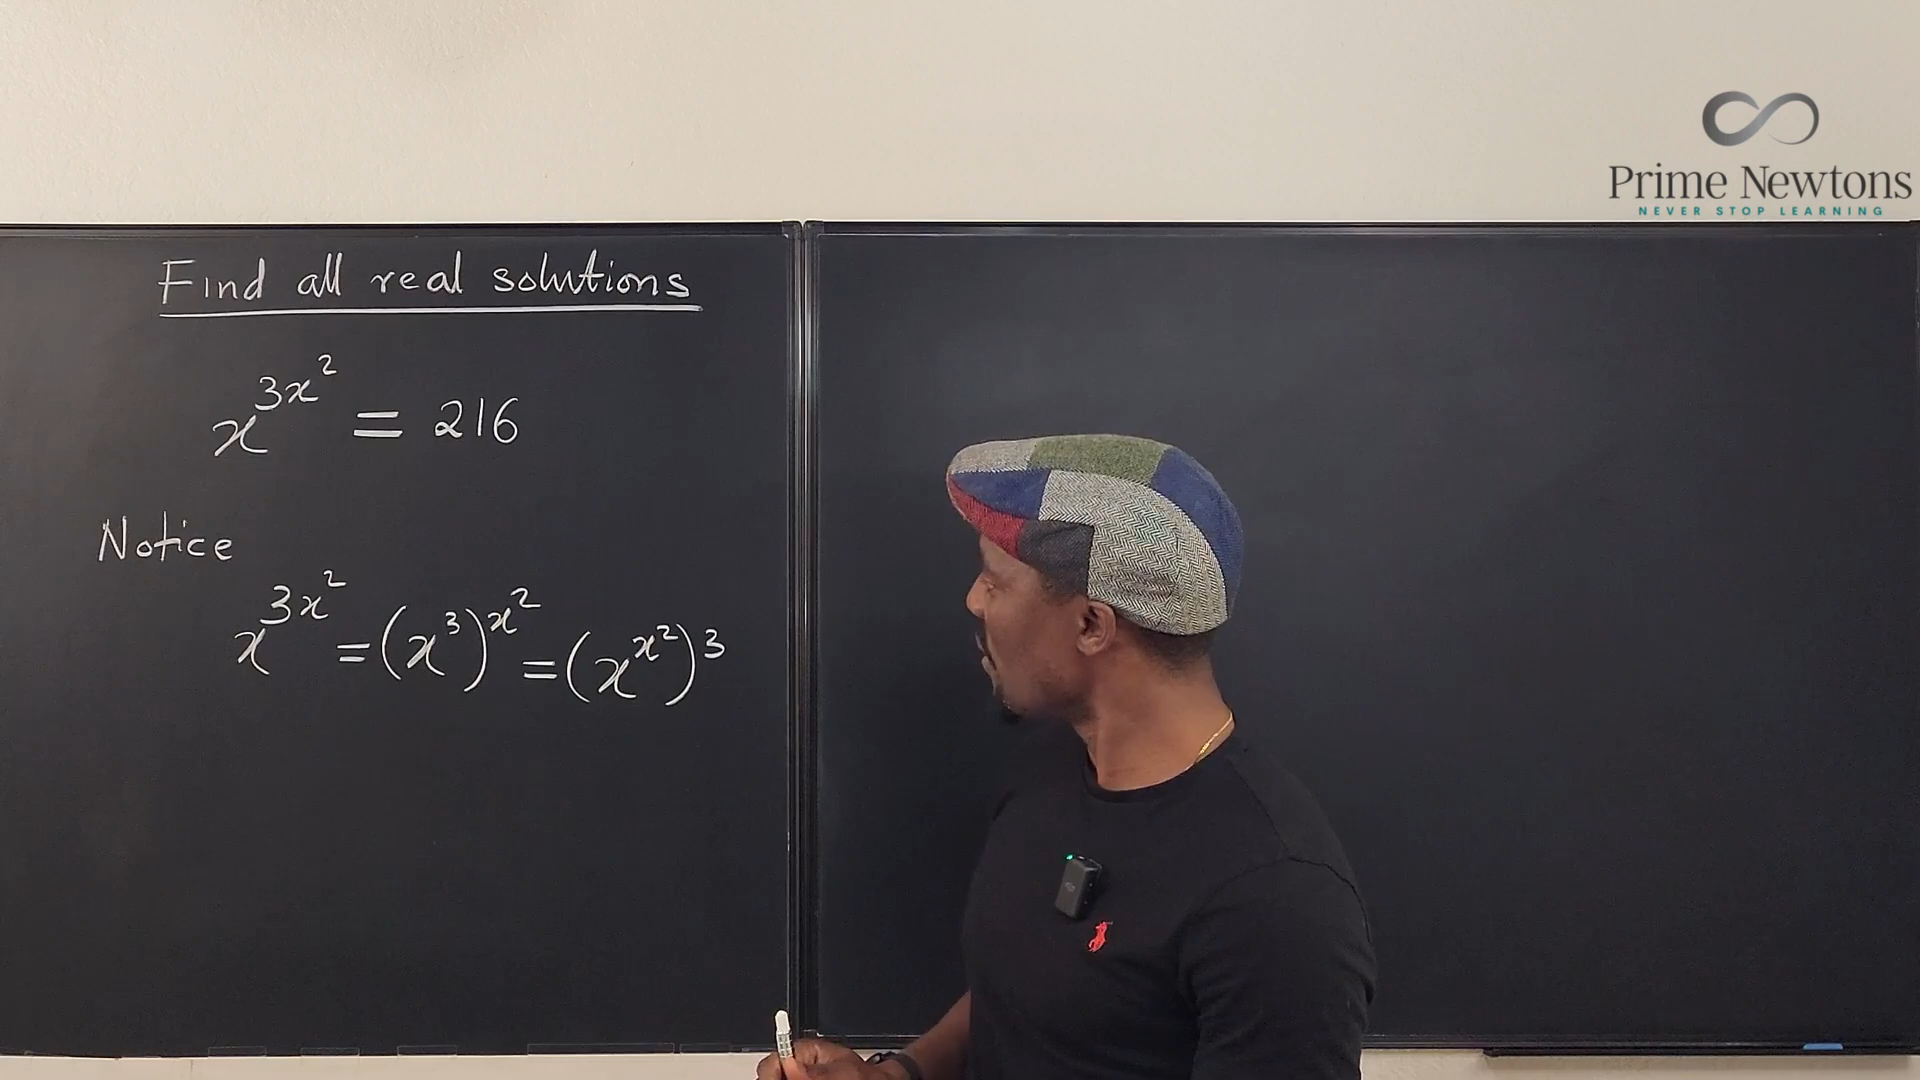 Prime Newtons
NEVER STOP LEARNING
Find all real solutions
x^{3x^2} = 216
Notice
x^{3x^2} = (x^3)^{x^2} = (x^{x^2})^3